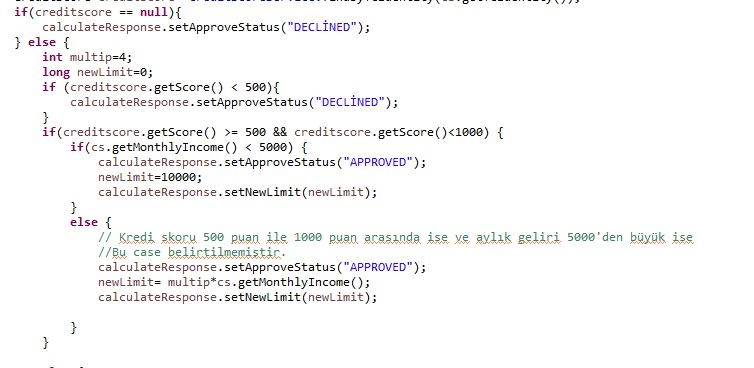 if(creditscore == null){
calculateResponse.setApproveStatus("DECLİNED");
} else {
int multip=4;
long newLimit=0;
if (creditscore.getScore() < 500){
calculateResponse.setApproveStatus("DECLİNED");
}
if(creditscore.getScore() >= 500 && creditscore.getScore()<1000) {
if(cs.getMonthlyIncome() < 5000) {
calculateResponse.setApproveStatus("APPROVED");
newLimit=10000;
calculateResponse.setNewLimit(newLimit);
}
else {
// Kredi skoru 500 puan ile 1000 puan arasında ise ve aylık geliri 5000'den büyük ise
//Bu case belirtilmemiştir.
calculateResponse.setApproveStatus("APPROVED");
newLimit= multip*cs.getMonthlyIncome();
calculateResponse.setNewLimit(newLimit);
}
}